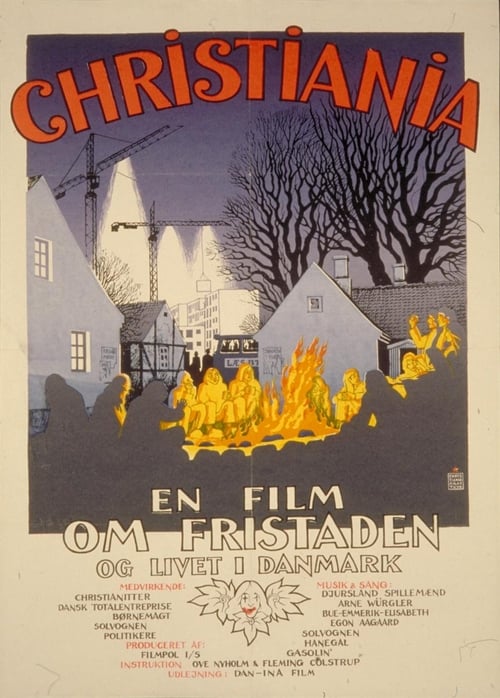 CHRISTIANIA
EN FILM
OM FRISTADEN
OG LIVET I DANMARK
MEDVIRKENDE:
CHRISTIANITTER
DANSK TOTALENTREPRISE
BØRNEMAGT
SOLVOGNEN
POLITIKERE
MUSIK & SANG:
DJURSLAND SPILLEMÆND
ARNE WÜRGLER
BUE-EMMERIK-ELISABETH
EGON AAGAARD
SOLVOGNEN
HANEGAL
GASOLIN'
PRODUCERET AF:
FILMPOL I/S
INSTRUKTION OVE NYHOLM & FLEMING COLSTRUP
UDLEJNING: DAN-INA FILM